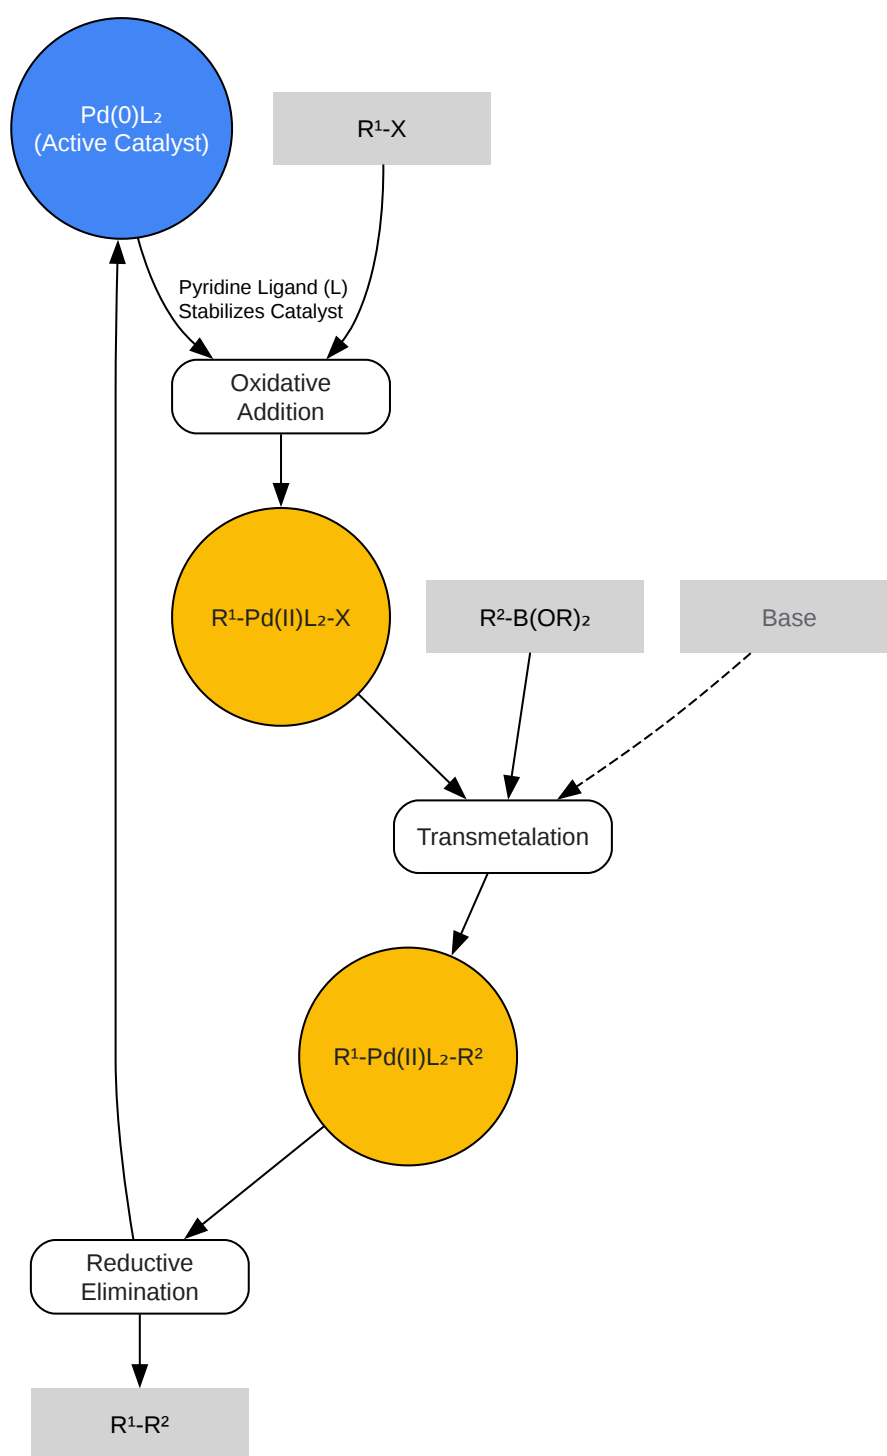 Pd(0)L₂
(Active Catalyst)
R¹-X
Pyridine Ligand (L)
Stabilizes Catalyst
Oxidative
Addition
R¹-Pd(II)L₂-X
R²-B(OR)₂
Base
Transmetalation
R¹-Pd(II)L₂-R²
Reductive
Elimination
R¹-R²